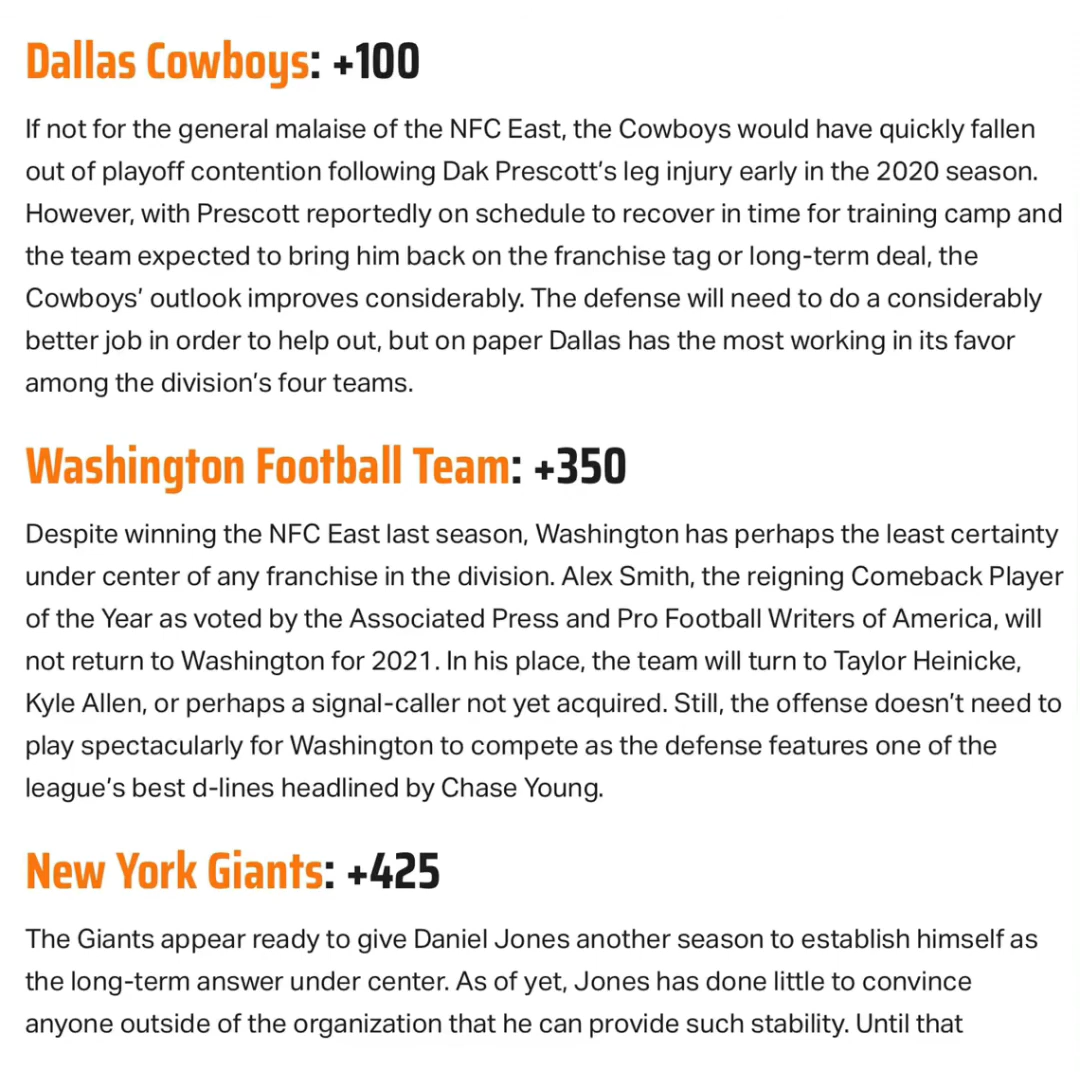 Dallas Cowboys: +100
If not for the general malaise of the NFC East, the Cowboys would have quickly fallen
out of playoff contention following Dak Prescott’s leg injury early in the 2020 season.
However, with Prescott reportedly on schedule to recover in time for training camp and
the team expected to bring him back on the franchise tag or long-term deal, the
Cowboys’ outlook improves considerably. The defense will need to do a considerably
better job in order to help out, but on paper Dallas has the most working in its favor
among the division’s four teams.
Washington Football Team: +350
Despite winning the NFC East last season, Washington has perhaps the least certainty
under center of any franchise in the division. Alex Smith, the reigning Comeback Player
of the Year as voted by the Associated Press and Pro Football Writers of America, will
not return to Washington for 2021. In his place, the team will turn to Taylor Heinicke,
Kyle Allen, or perhaps a signal-caller not yet acquired. Still, the offense doesn’t need to
play spectacularly for Washington to compete as the defense features one of the
league’s best d-lines headlined by Chase Young.
New York Giants: +425
The Giants appear ready to give Daniel Jones another season to establish himself as
the long-term answer under center. As of yet, Jones has done little to convince
anyone outside of the organization that he can provide such stability. Until that